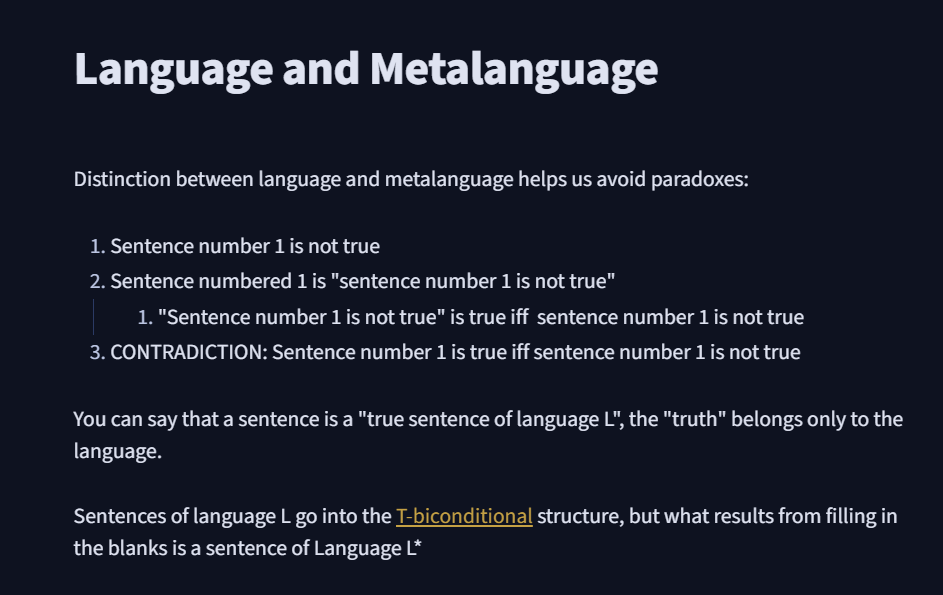 Language and Metalanguage
Distinction between language and metalanguage helps us avoid paradoxes:
1. Sentence number 1 is not true
2. Sentence numbered 1 is "sentence number 1 is not true"
1. "Sentence number 1 is not true" is true iff  sentence number 1 is not true
3. CONTRADICTION: Sentence number 1 is true iff sentence number 1 is not true
You can say that a sentence is a "true sentence of language L", the "truth" belongs only to the
language.
Sentences of language L go into the T-biconditional structure, but what results from filling in
the blanks is a sentence of Language L*